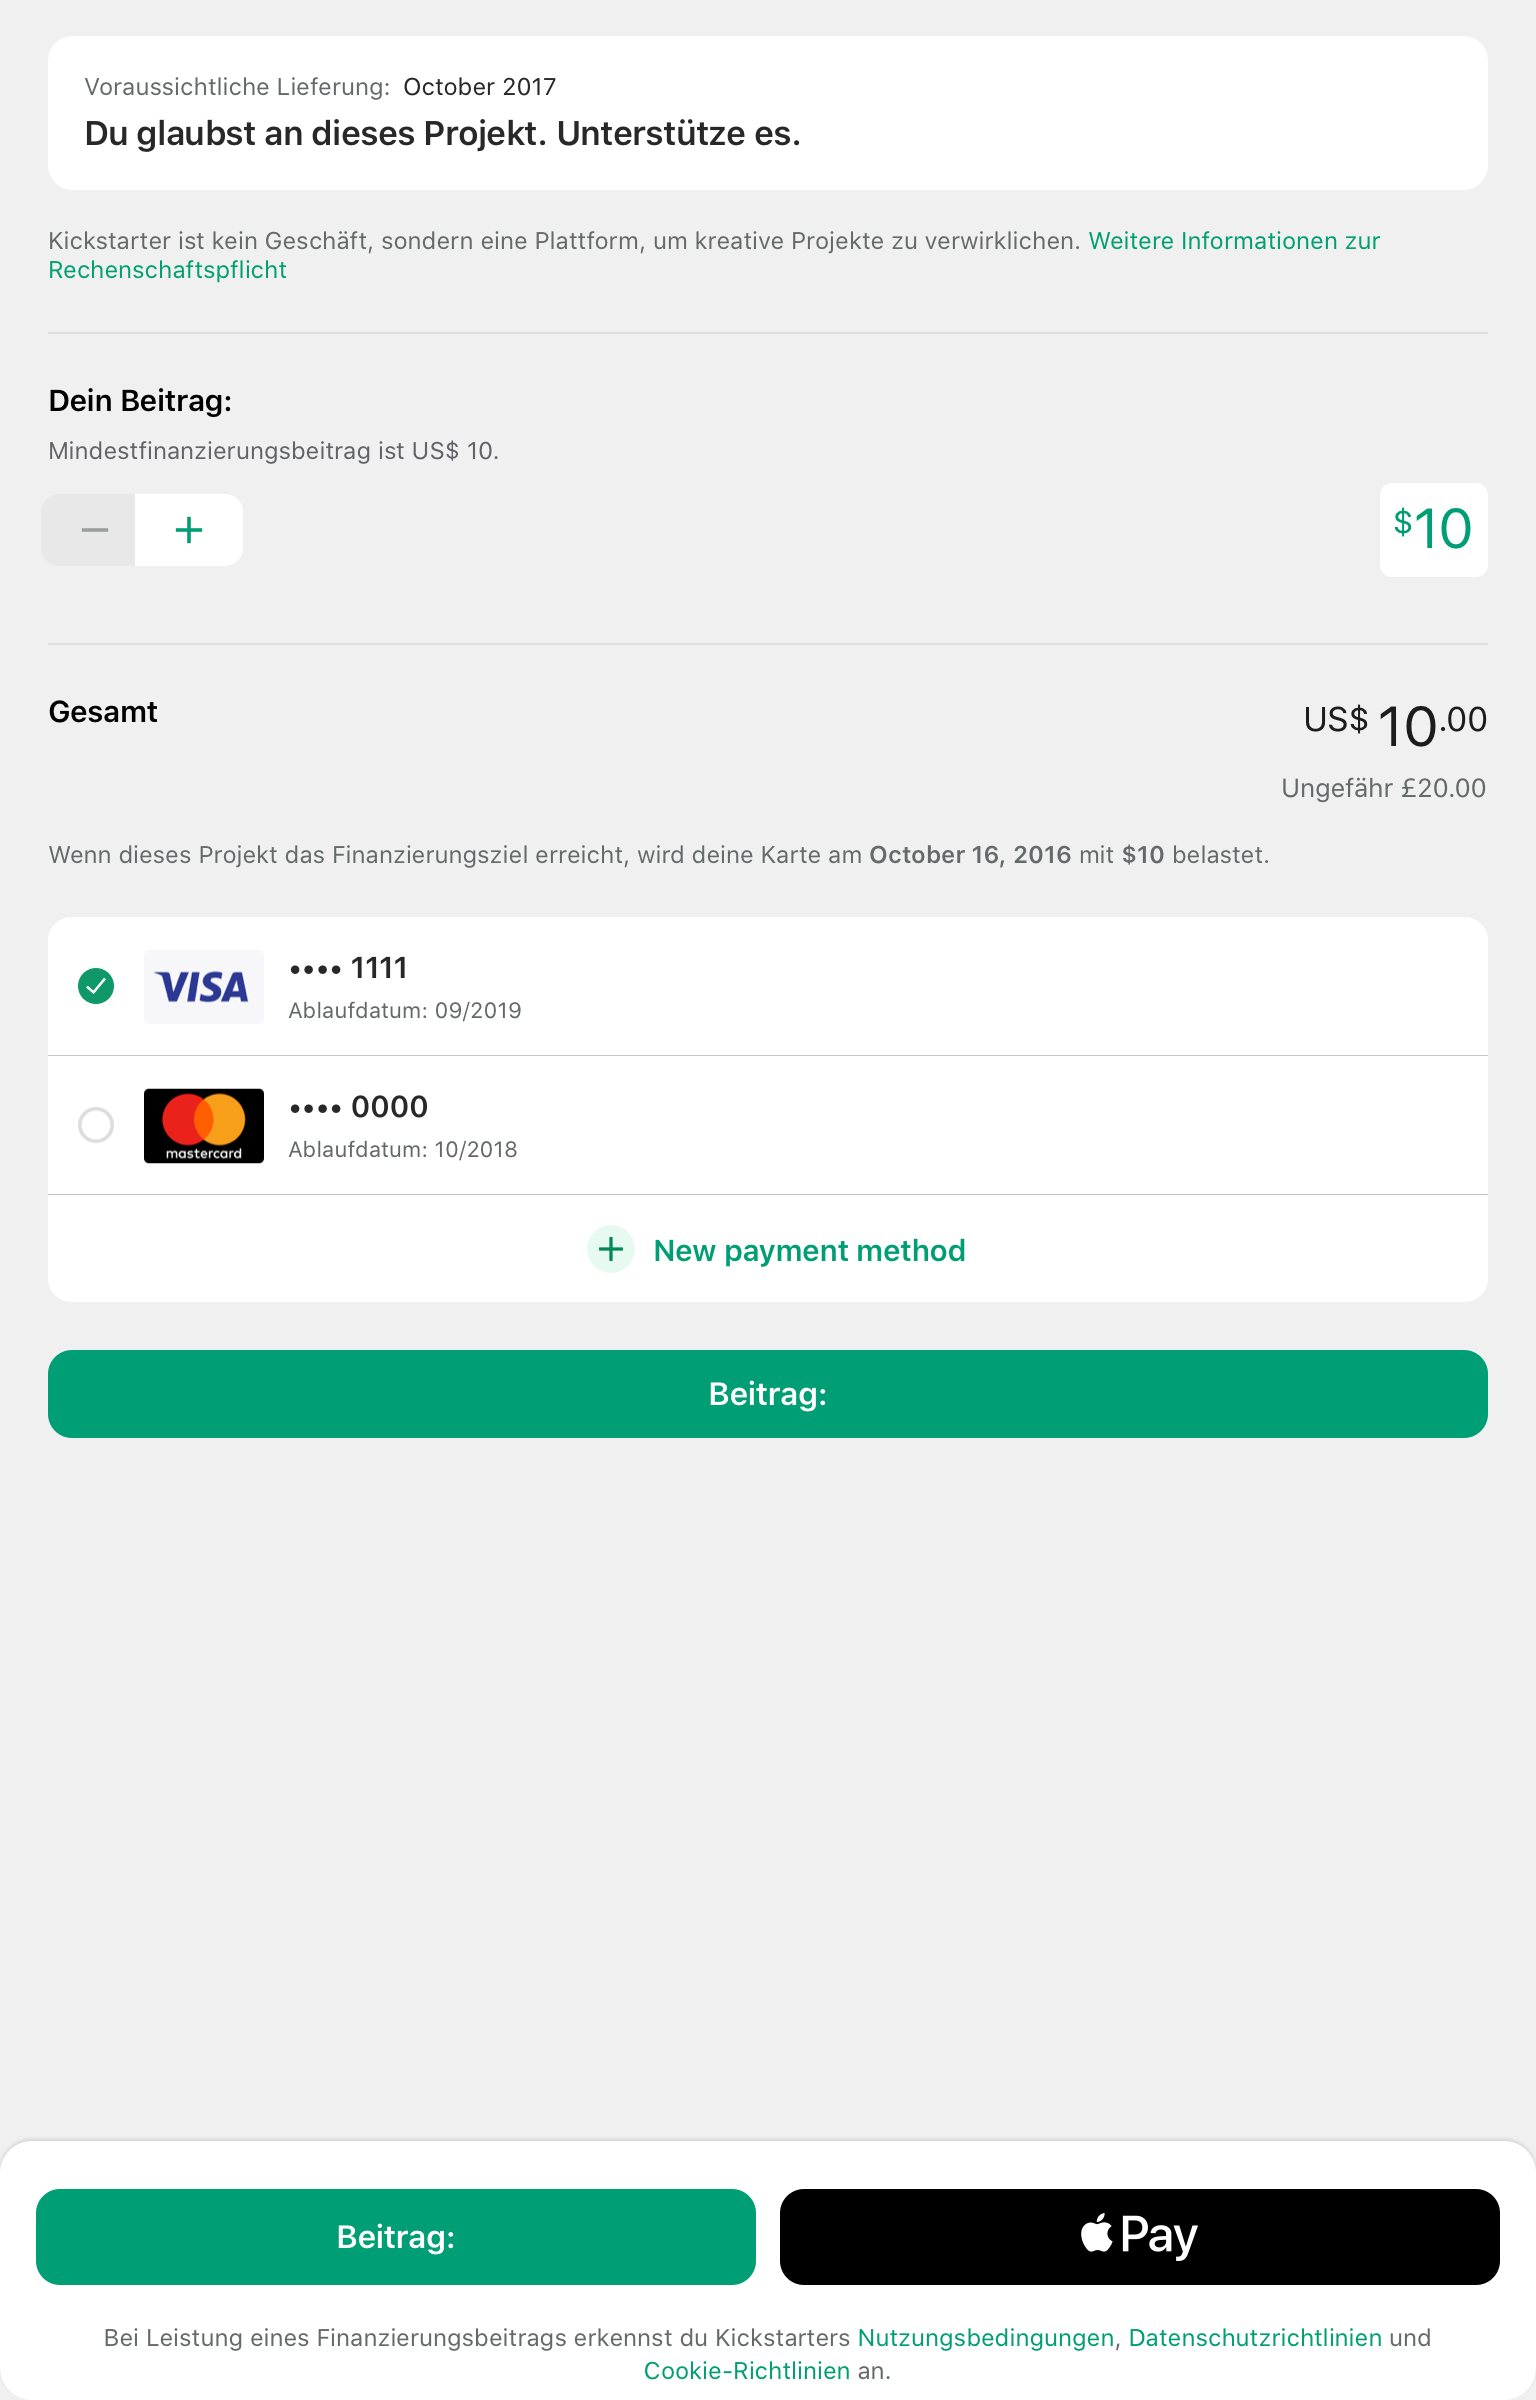 Voraussichtliche Lieferung: October 2017
Du glaubst an dieses Projekt. Unterstütze es.
Kickstarter ist kein Geschäft, sondern eine Plattform, um kreative Projekte zu verwirklichen. Weitere Informationen zur
Rechenschaftspflicht
Dein Beitrag:
Mindestfinanzierungsbeitrag ist US$ 10.
$10
Gesamt
US$ 10.00
Ungefähr £20.00
Wenn dieses Projekt das Finanzierungsziel erreicht, wird deine Karte am October 16, 2016 mit $10 belastet.
VISA
•••• 1111
Ablaufdatum: 09/2019
mastercard
•••• 0000
Ablaufdatum: 10/2018
New payment method
Beitrag:
Beitrag:
Pay
Bei Leistung eines Finanzierungsbeitrags erkennst du Kickstarters Nutzungsbedingungen, Datenschutzrichtlinien und
Cookie-Richtlinien an.